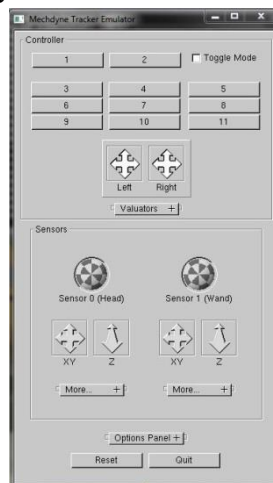 Mechdyne Tracker Emulator
Controller
1 2 Toggle Mode
3 4 5
6 7 8
9 10 11
Left Right
Valuators +
Sensors
Sensor 0 (Head) Sensor 1 (Wand)
XY Z XY Z
More... + More... +
Options Panel +
Reset Quit